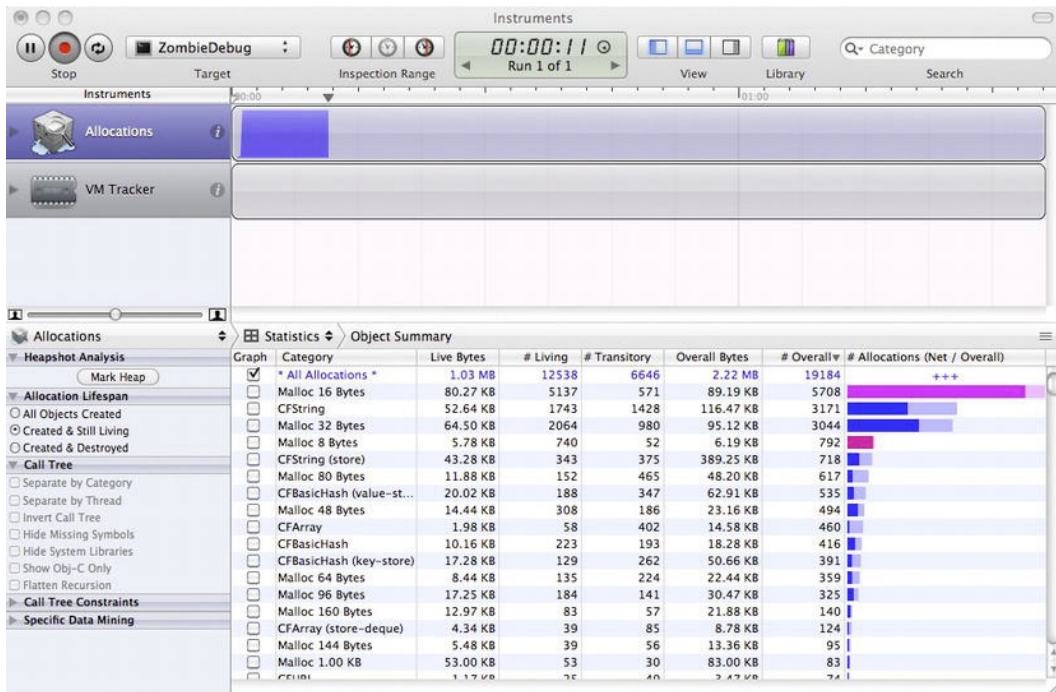 Instruments
ZombieDebug
00:00:11
Run 1 of 1
Category
Stop Target Inspection Range View Library Search
Instruments 00:00 01:00
Allocations
VM Tracker
Allocations Statistics Object Summary
Heapshot Analysis
Mark Heap
Allocation Lifespan
All Objects Created
Created & Still Living
Created & Destroyed
Call Tree
Separate by Category
Separate by Thread
Invert Call Tree
Hide Missing Symbols
Hide System Libraries
Show Obj-C Only
Flatten Recursion
Call Tree Constraints
Specific Data Mining
Graph Category Live Bytes # Living # Transitory Overall Bytes # Overall # Allocations (Net / Overall)
* All Allocations * 1.03 MB 12538 6646 2.22 MB 19184 +++
Malloc 16 Bytes 80.27 KB 5137 571 89.19 KB 5708
CFString 52.64 KB 1743 1428 116.47 KB 3171
Malloc 32 Bytes 64.50 KB 2064 980 95.12 KB 3044
Malloc 8 Bytes 5.78 KB 740 52 6.19 KB 792
CFString (store) 43.28 KB 343 375 389.25 KB 718
Malloc 80 Bytes 11.88 KB 152 465 48.20 KB 617
CFBasicHash (value-st... 20.02 KB 188 347 62.91 KB 535
Malloc 48 Bytes 14.44 KB 308 186 23.16 KB 494
CFArray 1.98 KB 58 402 14.58 KB 460
CFBasicHash 10.16 KB 223 193 18.28 KB 416
CFBasicHash (key-store) 17.28 KB 129 262 50.66 KB 391
Malloc 64 Bytes 8.44 KB 135 224 22.44 KB 359
Malloc 96 Bytes 17.25 KB 184 141 30.47 KB 325
Malloc 160 Bytes 12.97 KB 83 57 21.88 KB 140
CFArray (store-deque) 4.34 KB 39 85 8.78 KB 124
Malloc 144 Bytes 5.48 KB 39 56 13.36 KB 95
Malloc 1.00 KB 53.00 KB 53 30 83.00 KB 83